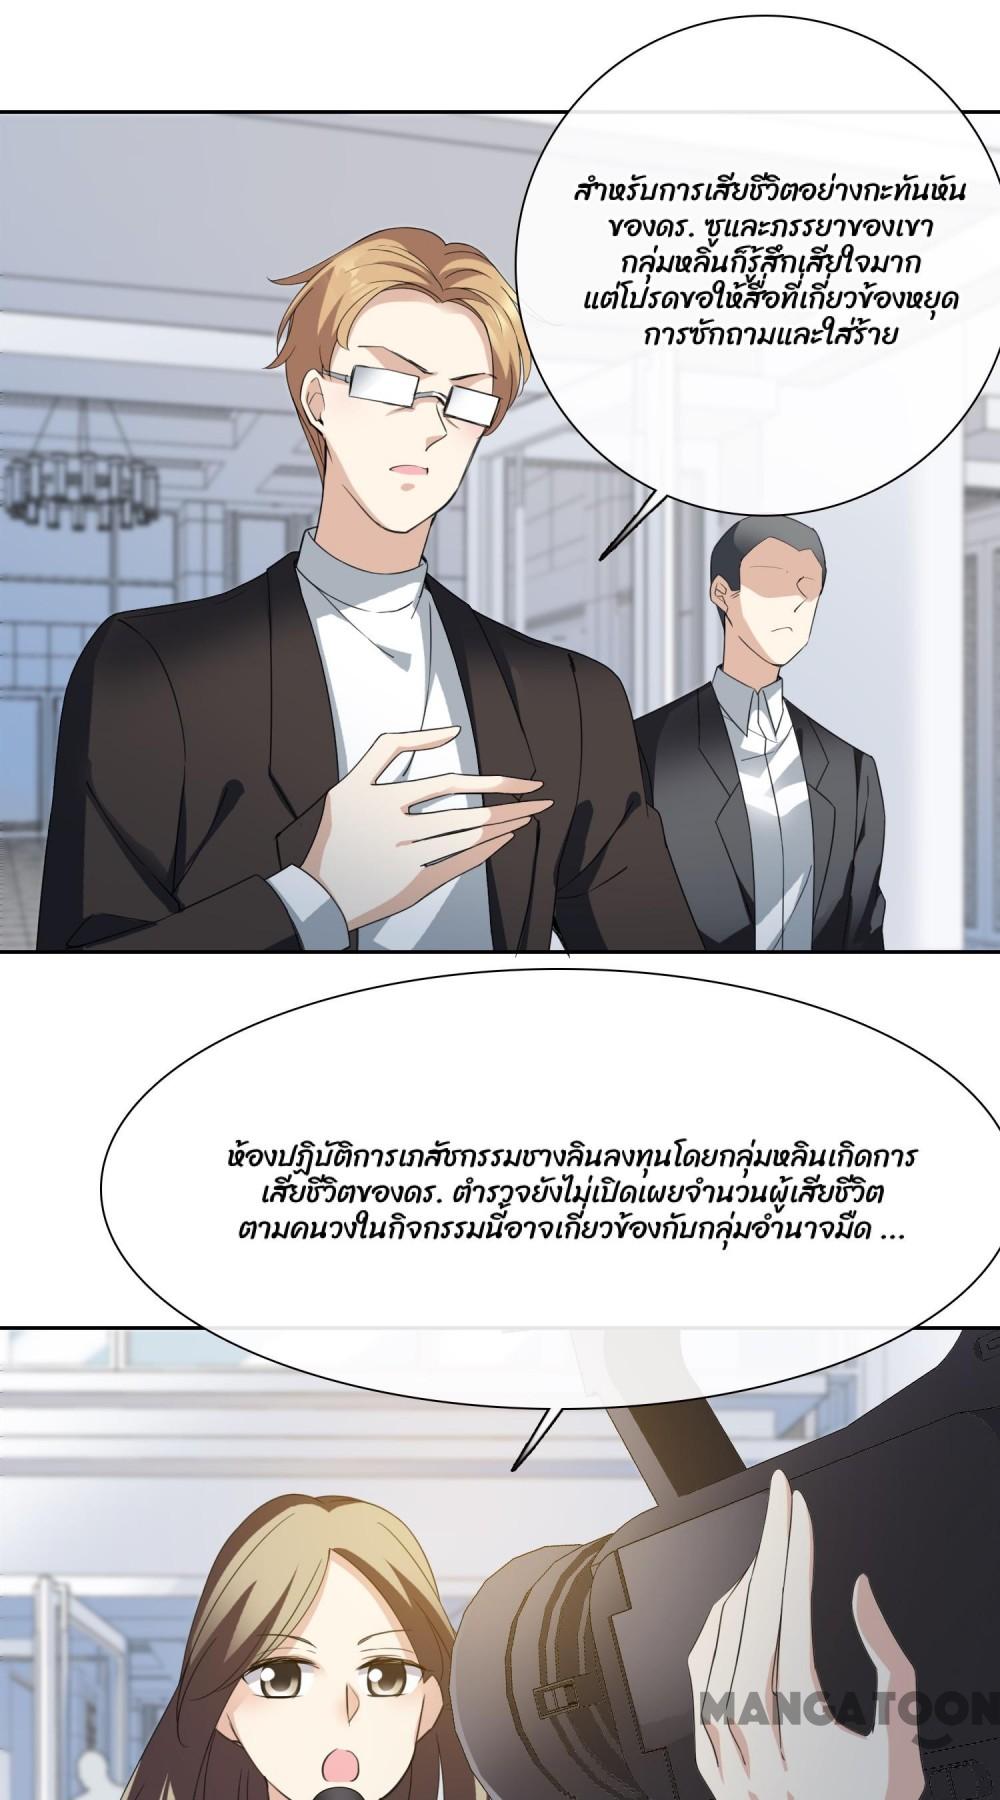 สำหรับการเสียชีวิตอย่างกะทันหัน
ของดร. ซูและภรรยาของเขา
กลุ่มหลินก็รู้สึกเสียใจมาก
แต่โปรดขอให้สื่อที่เกี่ยวข้องหยุด
การซักถามและใส่ร้าย
ห้องปฏิบัติการเภสัชกรรมชางลินลงทุนโดยกลุ่มหลินเกิดการ
เสียชีวิตของดร. ตำรวจยังไม่เปิดเผยจำนวนผู้เสียชีวิต
ตามคนวงในกิจกรรมนี้อาจเกี่ยวข้องกับกลุ่มอำนาจมืด ...
MANGATOON